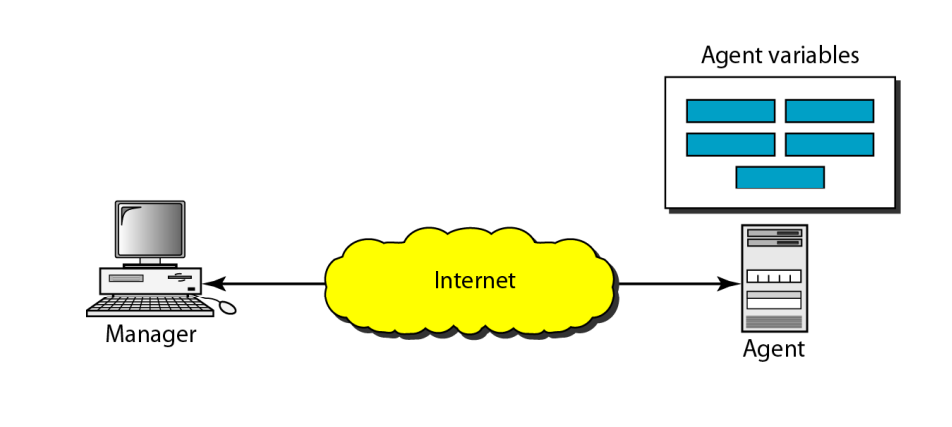 Agent variables
Internet
Manager
Agent